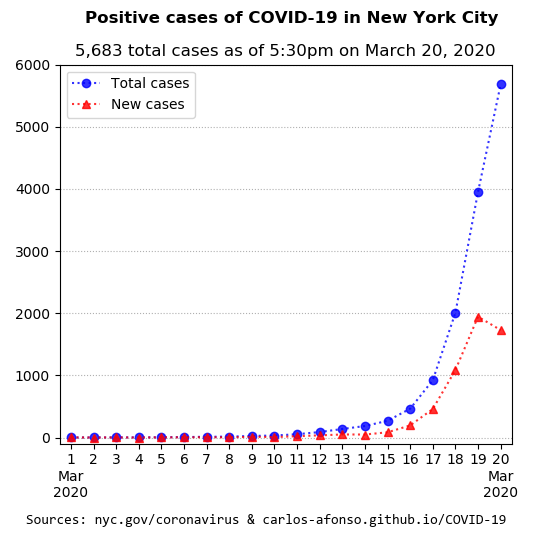 Positive cases of COVID-19 in New York City
5,683 total cases as of 5:30pm on March 20, 2020
Total cases
New cases
6000
5000
4000
3000
2000
1000
0
1 2 3 4 5 6 7 8 9 10 11 12 13 14 15 16 17 18 19 20
Mar Mar
2020 2020
Sources: nyc.gov/coronavirus & carlos-afonso.github.io/COVID-19